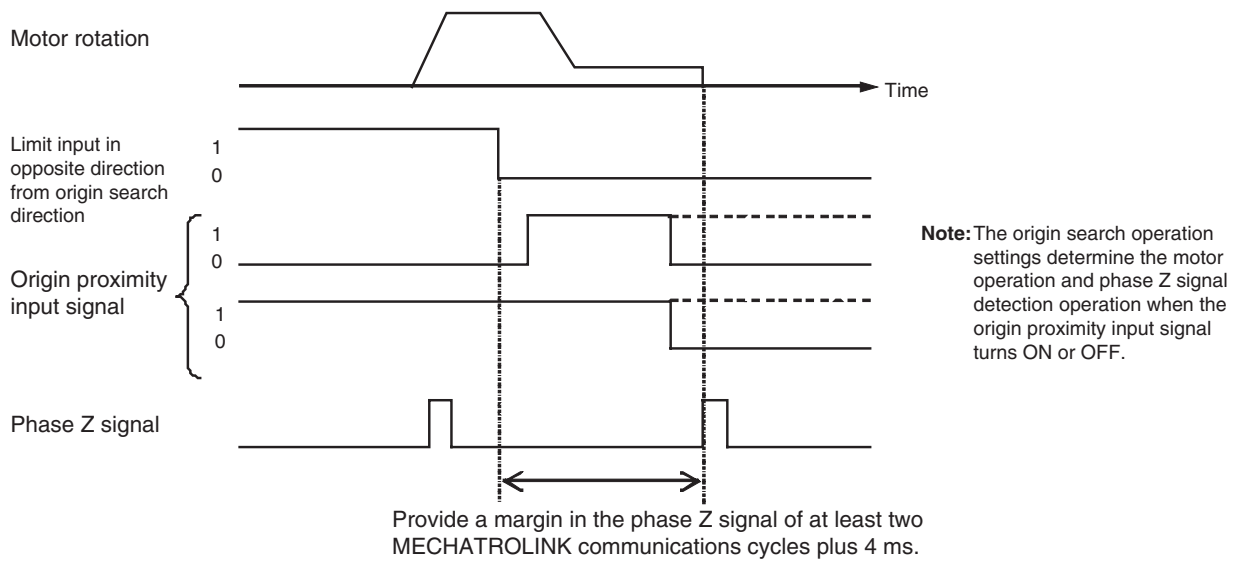 Motor rotation
Time
Limit input in
opposite direction
from origin search
direction
1
0
1
0
Origin proximity
input signal
1
0
Note: The origin search operation
settings determine the motor
operation and phase Z signal
detection operation when the
origin proximity input signal
turns ON or OFF.
Phase Z signal
Provide a margin in the phase Z signal of at least two
MECHATROLINK communications cycles plus 4 ms.